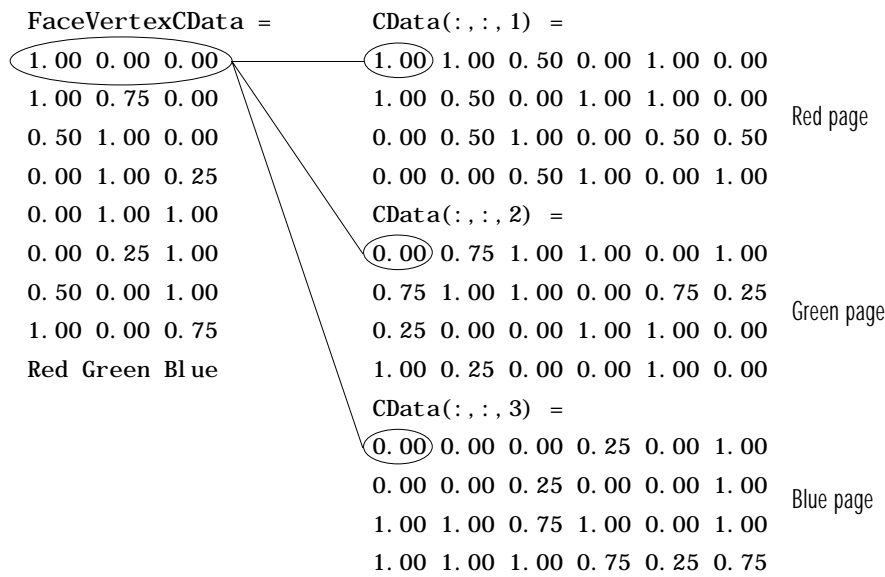 FaceVertexCData =
1.00 0.00 0.00
1.00 0.75 0.00
0.50 1.00 0.00
0.00 1.00 0.25
0.00 1.00 1.00
0.00 0.25 1.00
0.50 0.00 1.00
1.00 0.00 0.75
Red Green Blue
CData(:,:,1) =
1.00 1.00 0.50 0.00 1.00 0.00
1.00 0.50 0.00 1.00 1.00 0.00
0.00 0.50 1.00 0.00 0.50 0.50
0.00 0.00 0.50 1.00 0.00 1.00
Red page
CData(:,:,2) =
0.00 0.75 1.00 1.00 0.00 1.00
0.75 1.00 1.00 0.00 0.75 0.25
0.25 0.00 0.00 1.00 1.00 0.00
1.00 0.25 0.00 0.00 1.00 0.00
Green page
CData(:,:,3) =
0.00 0.00 0.00 0.25 0.00 1.00
0.00 0.00 0.25 0.00 0.00 1.00
1.00 1.00 0.75 1.00 0.00 1.00
1.00 1.00 1.00 0.75 0.25 0.75
Blue page